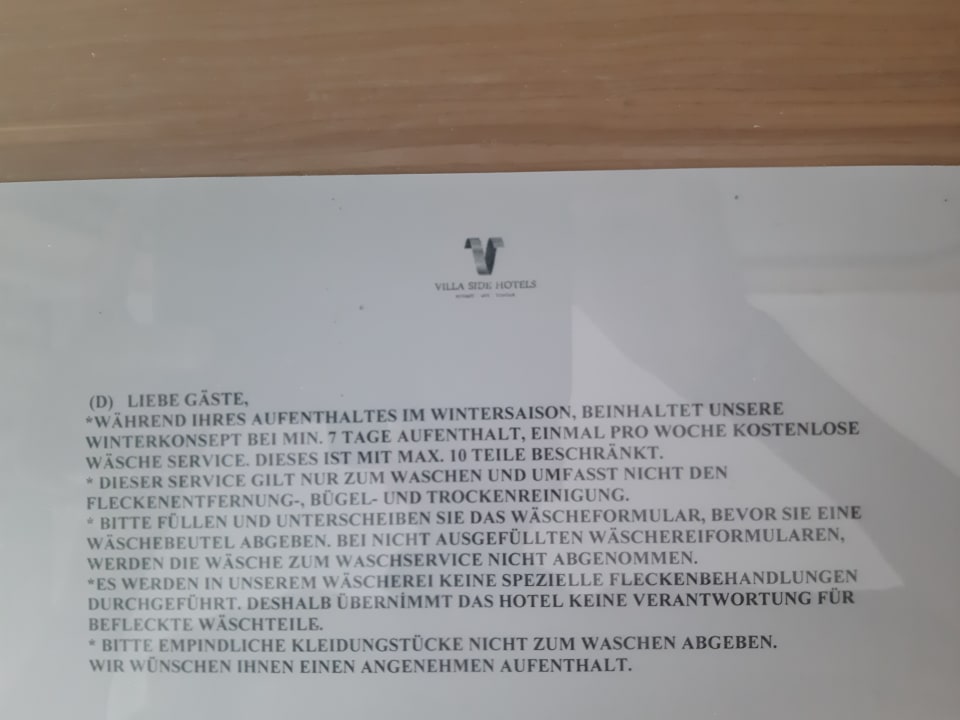 VILLA SIDE HOTELS
(D) LIEBE GÄSTE,
*WÄHREND IHRES AUFENTHALTES IM WINTERSAISON, BEINHALTET UNSERE
WINTERKONSEPT BEI MIN. 7 TAGE AUFENTHALT, EINMAL PRO WOCHE KOSTENLOSE
WÄSCHE SERVICE. DIESES IST MIT MAX. 10 TEILE BESCHRÄNKT.
* DIESER SERVICE GILT NUR ZUM WASCHEN UND UMFASST NICHT DEN
FLECKENENTFERNUNG-, BÜGEL- UND TROCKENREINIGUNG.
* BITTE FÜLLEN UND UNTERSCHEIBEN SIE DAS WÄSCHEFORMULAR, BEVOR SIE EINE
WÄSCHEBEUTEL ABGEBEN. BEI NICHT AUSGEFÜLLTEN WÄSCHEREIFORMULAREN,
WERDEN DIE WÄSCHE ZUM WASCHSERVICE NICHT ABGENOMMEN.
*ES WERDEN IN UNSEREM WÄSCHEREI KEINE SPEZIELLE FLECKENBEHANDLUNGEN
DURCHGEFÜHRT. DESHALB ÜBERNİMMT DAS HOTEL KEINE VERANTWORTUNG FÜR
BEFLECKTE WÄSCHTEILE.
* BITTE EMPINDLICHE KLEIDUNGSTÜCKE NICHT ZUM WASCHEN ABGEBEN.
WIR WÜNSCHEN IHNEN EINEN ANGENEHMEN AUFENTHALT.